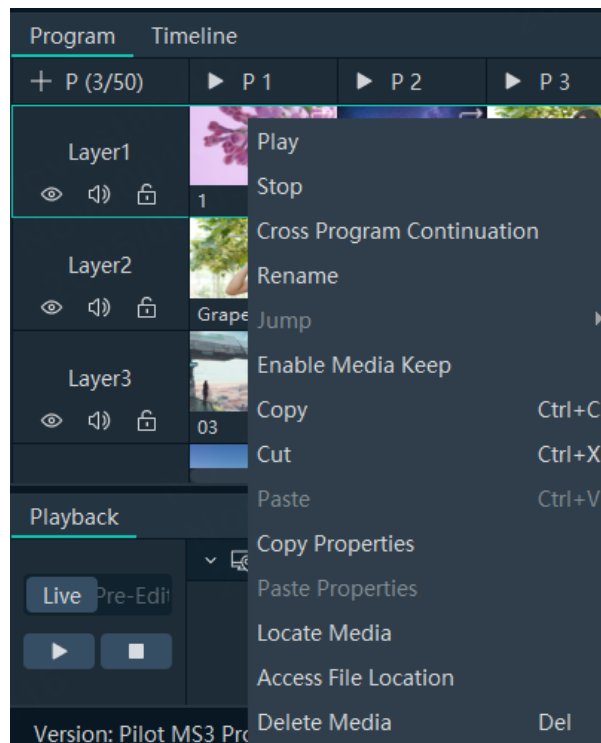 Program Timeline
P (3/50) P 1 P 2 P 3
Layer1
1
Layer2
Grape
Layer3
03
Play
Stop
Cross Program Continuation
Rename
Jump
Enable Media Keep
Copy Ctrl+C
Cut Ctrl+X
Paste Ctrl+V
Copy Properties
Paste Properties
Locate Media
Access File Location
Delete Media Del
Playback
Live Pre-Edit
Version: Pilot MS3 Pro